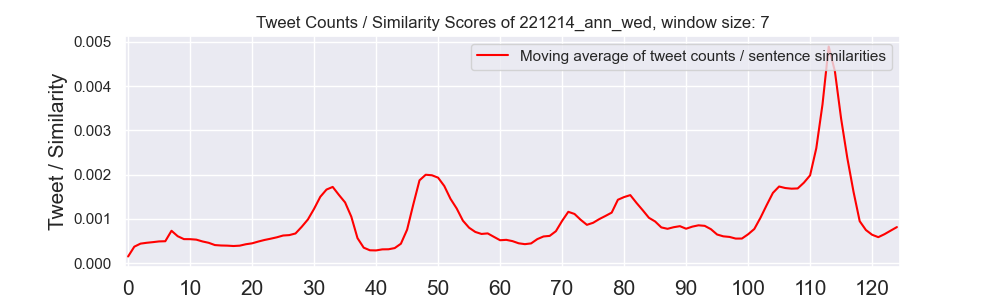 Tweet Counts / Similarity Scores of 221214_ann_wed, window size: 7
Moving average of tweet counts / sentence similarities
Tweet / Similarity
0.005
0.004
0.003
0.002
0.001
0.000
0 10 20 30 40 50 60 70 80 90 100 110 120